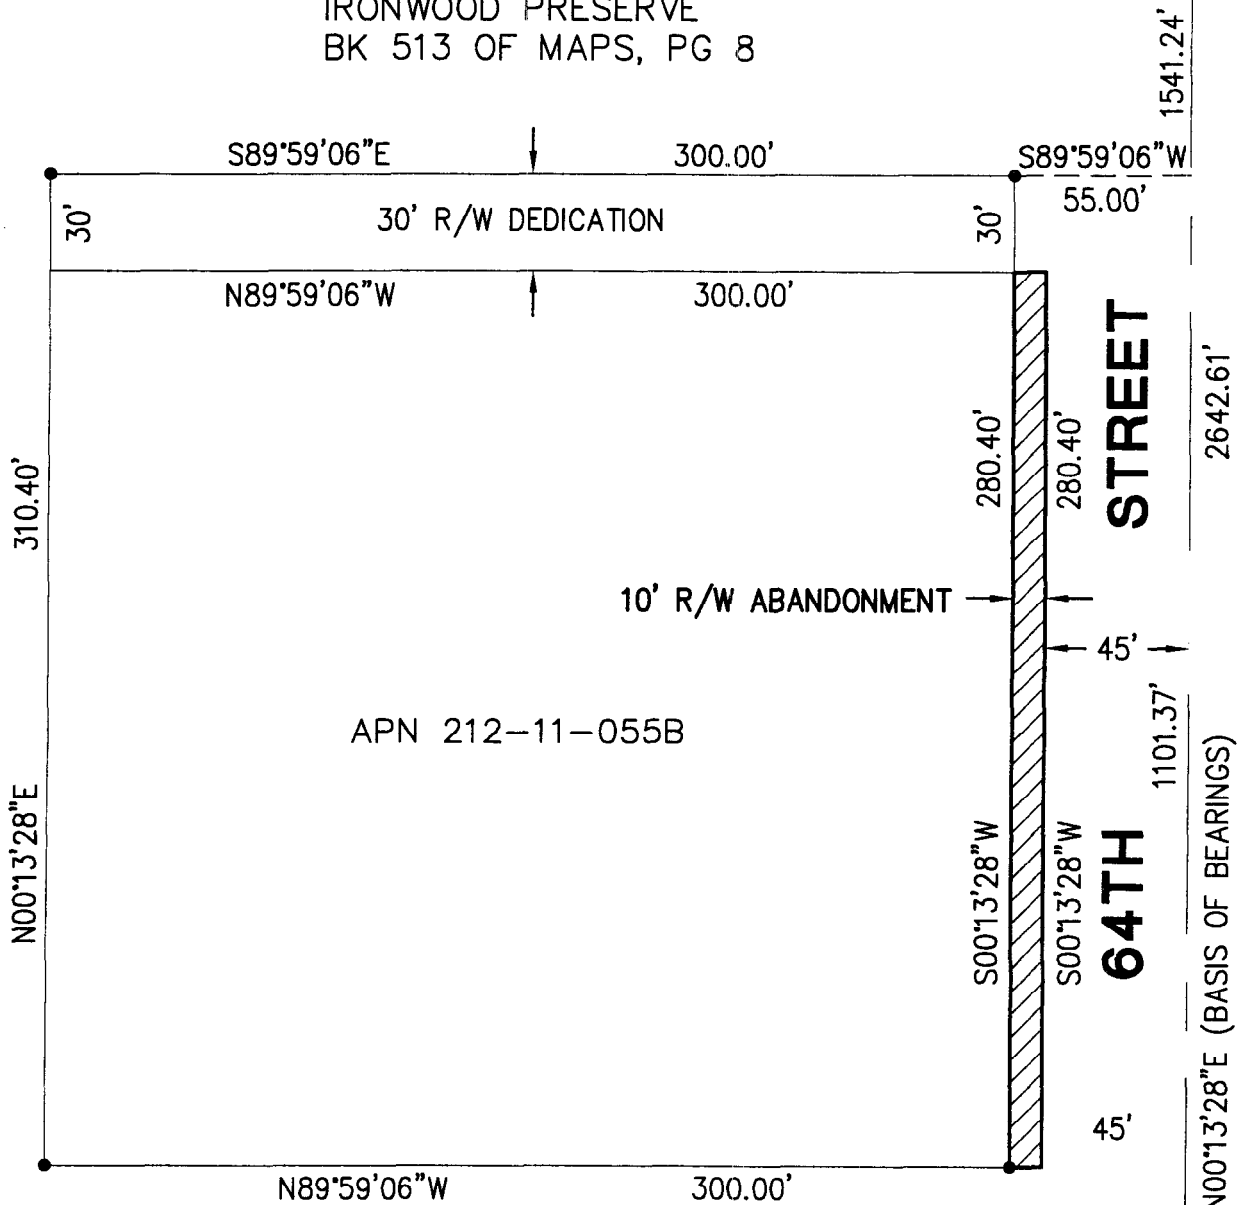 IRONWOOD PRESERVE
BK 513 OF MAPS, PG 8
1541.24'
S89°59'06"E
300.00'
S89°59'06"W
55.00'
30'
30' R/W DEDICATION
30'
N89°59'06"W
300.00'
STREET
2642.61'
280.40'
280.40'
310.40'
10' R/W ABANDONMENT
45'
1101.37'
APN 212-11-055B
N00°13'28"E
S00°13'28"W
S00°13'28"W
64TH
N00°13'28"E (BASIS OF BEARINGS)
45'
N89°59'06"W
300.00'